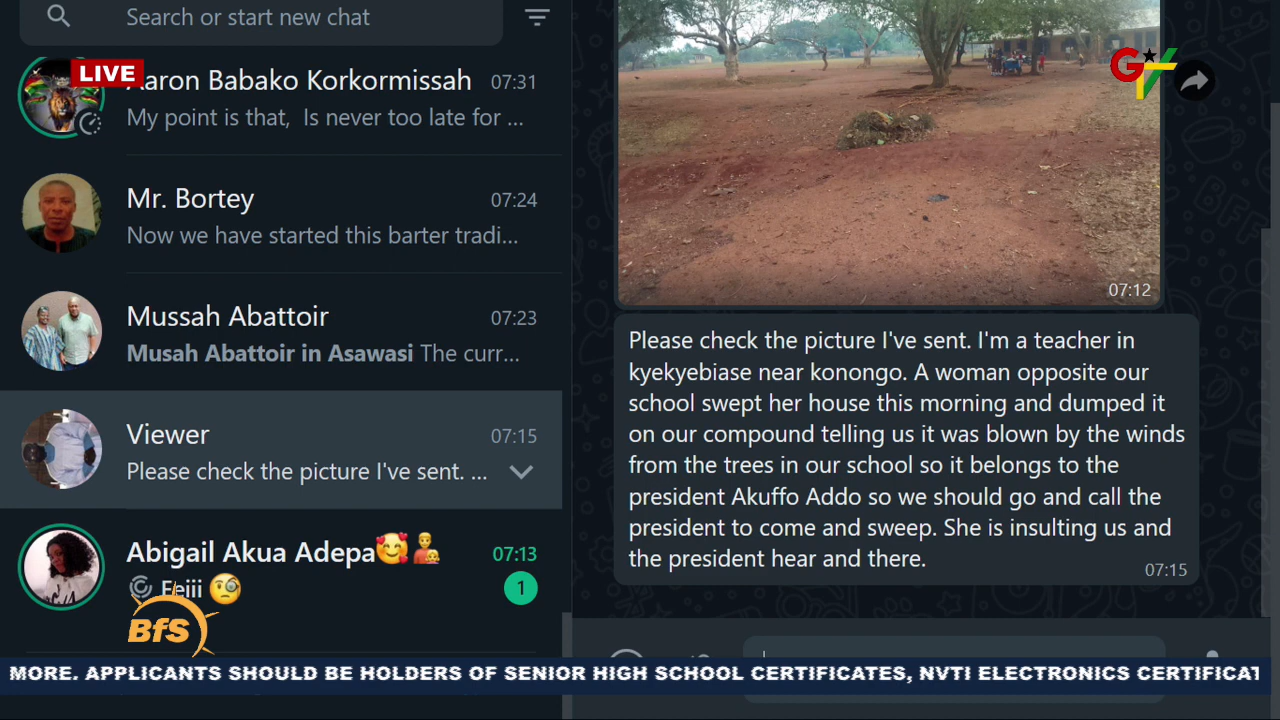 Search or start new chat
LIVE
Aaron Babako Korkormissah 07:31
My point is that, Is never too late for ...
Mr. Bortey 07:24
Now we have started this barter tradi...
Mussah Abattoir 07:23
Musah Abattoir in Asawasi The curr...
Viewer 07:15
Please check the picture I've sent. ...
Abigail Akua Adepa🥰 07:13
Eeiii 🧐 1
BfS
GTV
07:12
Please check the picture I've sent. I'm a teacher in
kyekyebiase near konongo. A woman opposite our
school swept her house this morning and dumped it
on our compound telling us it was blown by the winds
from the trees in our school so it belongs to the
president Akuffo Addo so we should go and call the
president to come and sweep. She is insulting us and
the president hear and there.
07:15
MORE. APPLICANTS SHOULD BE HOLDERS OF SENIOR HIGH SCHOOL CERTIFICATES, NVTI ELECTRONICS CERTIFICAT